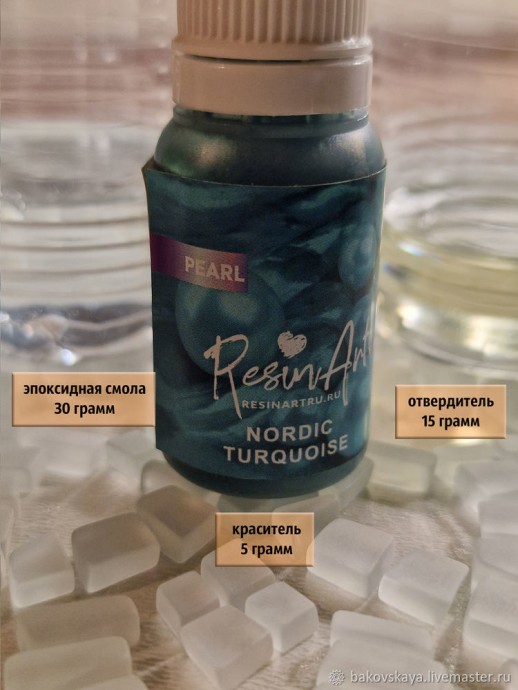 PEARL
ResinArt
RESINARTRU.RU
NORDIC
TURQUOISE
эпоксидная смола
30 грамм
отвердитель
15 грамм
краситель
5 грамм
bakovskaya.livemaster.ru